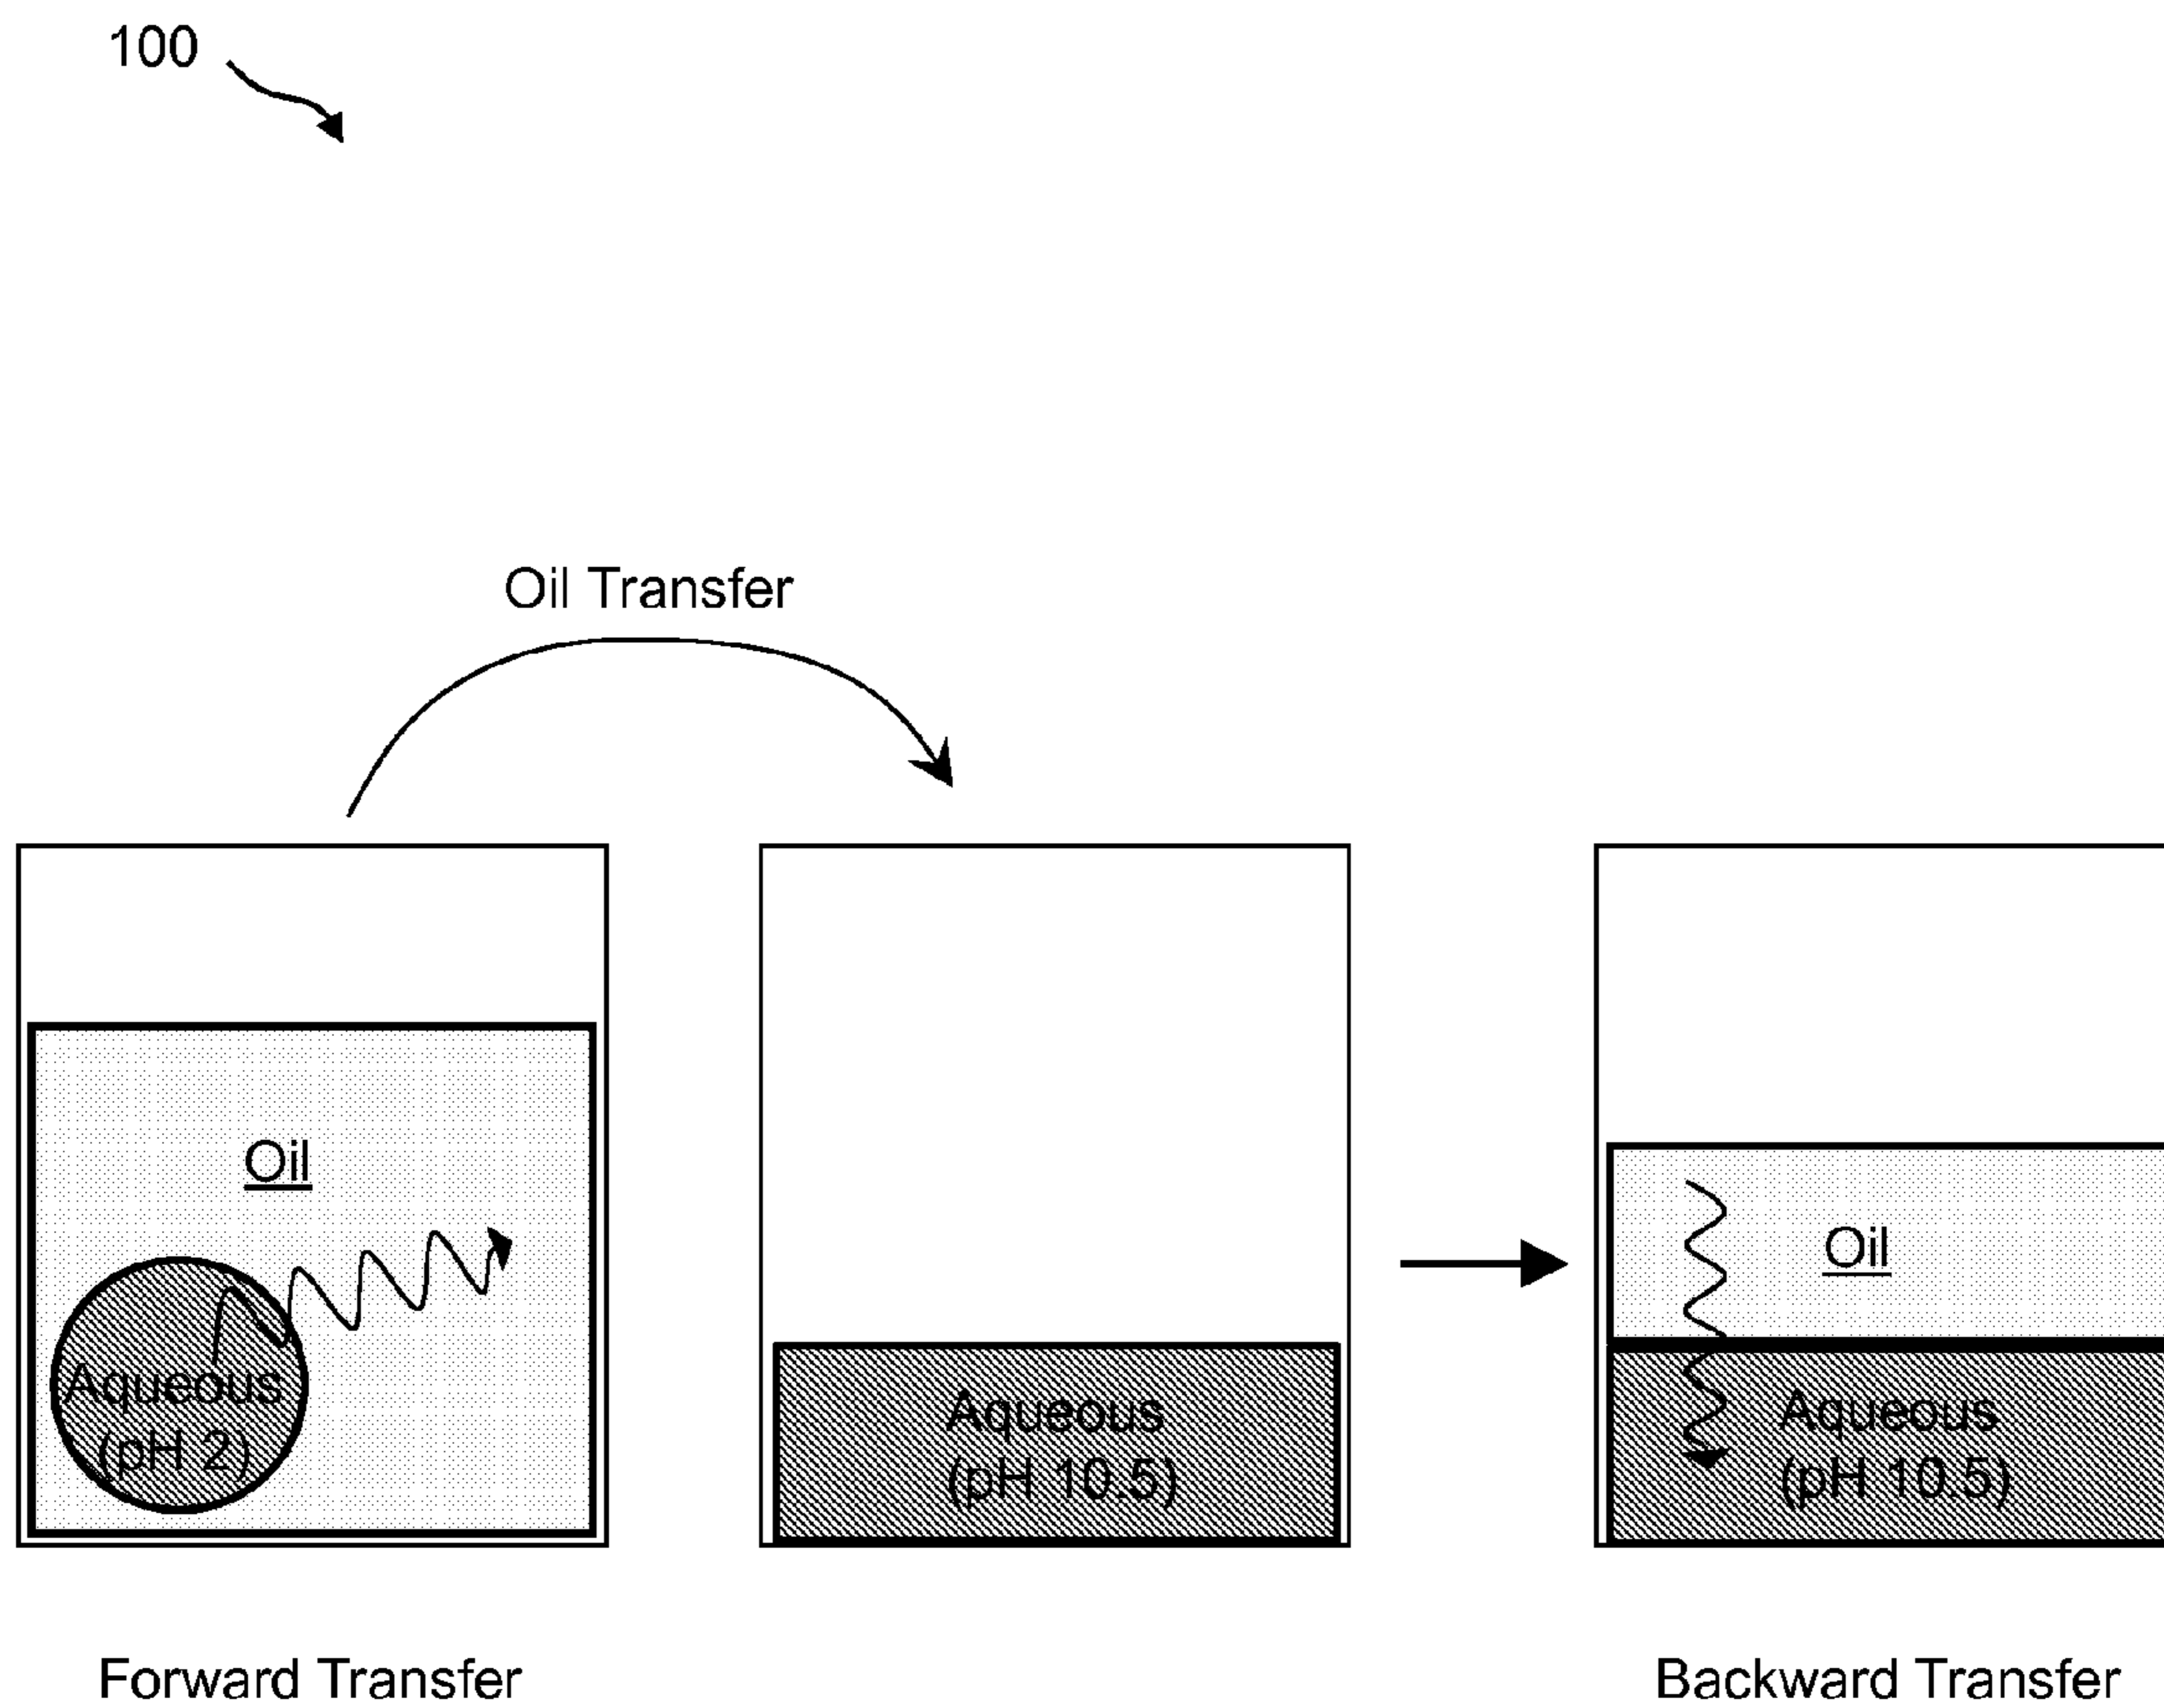 100
Oil Transfer
Oil
Aqueous
(pH 2)
Aqueous
(pH 10.5)
Oil
Aqueous
(pH 10.5)
Forward Transfer
Backward Transfer